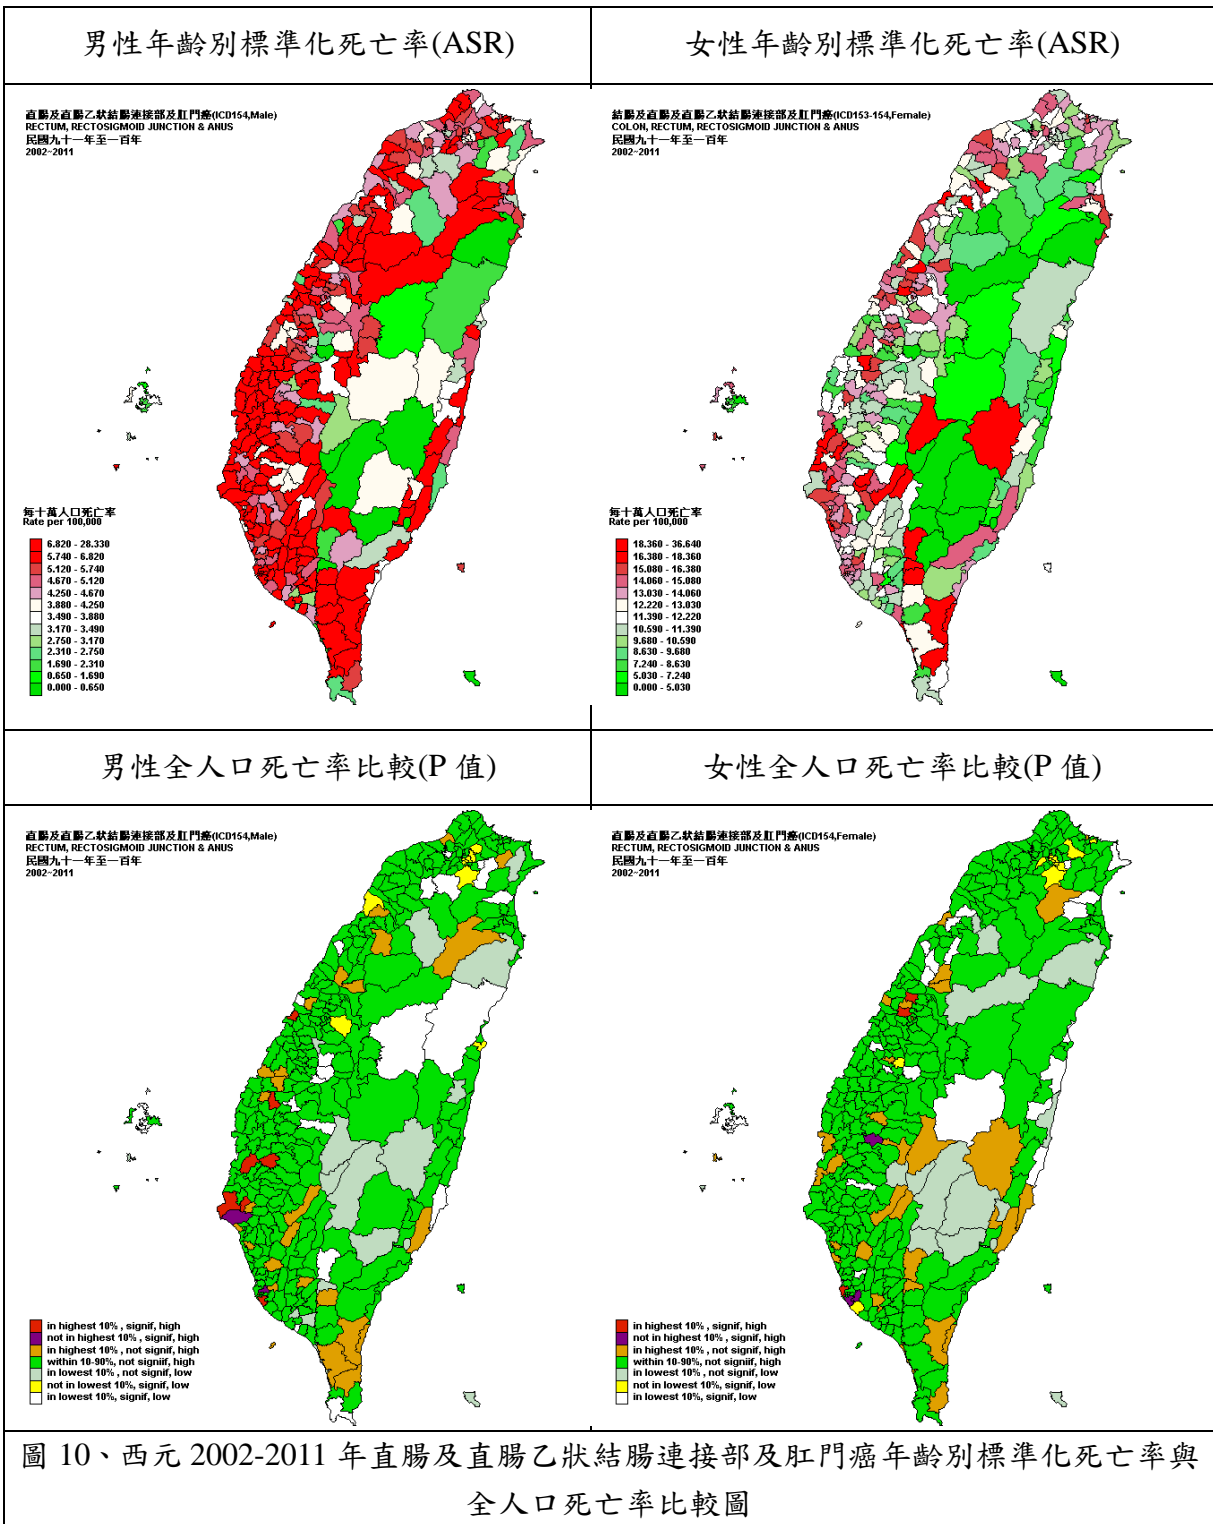 男性年齡別標準化死亡率(ASR)
女性年齡別標準化死亡率(ASR)
直腸及直腸乙狀結腸連接部及肛門癌(ICD154,Male)
RECTUM, RECTOSIGMOID JUNCTION & ANUS
民國九十一年至一百年
2002~2011
每十萬人口死亡率
Rate per 100,000
6.820 - 28.330
5.740 - 6.820
5.120 - 5.740
4.670 - 5.120
4.250 - 4.670
3.880 - 4.250
3.490 - 3.880
3.170 - 3.490
2.750 - 3.170
2.310 - 2.750
1.690 - 2.310
0.650 - 1.690
0.000 - 0.650
結腸及直腸乙狀結腸連接部及肛門癌(ICD153-154,Female)
COLON, RECTUM, RECTOSIGMOID JUNCTION & ANUS
民國九十一年至一百年
2002~2011
每十萬人口死亡率
Rate per 100,000
18.360 - 36.640
16.380 - 18.360
15.080 - 16.380
14.060 - 15.080
13.030 - 14.060
12.220 - 13.030
11.390 - 12.220
10.590 - 11.390
9.680 - 10.590
8.630 - 9.680
7.240 - 8.630
5.030 - 7.240
0.000 - 5.030
男性全人口死亡率比較(P 值)
女性全人口死亡率比較(P 值)
直腸及直腸乙狀結腸連接部及肛門癌(ICD154,Male)
RECTUM, RECTOSIGMOID JUNCTION & ANUS
民國九十一年至一百年
2002~2011
in highest 10% , signif, high
not in highest 10% , signif, high
in highest 10% , not signif, high
within 10-90%, not signiif, high
in lowest 10% , not signif, low
not in lowest 10%, signif, low
in lowest 10%, signif, low
直腸及直腸乙狀結腸連接部及肛門癌(ICD154,Female)
RECTUM, RECTOSIGMOID JUNCTION & ANUS
民國九十一年至一百年
2002~2011
in highest 10% , signif, high
not in highest 10% , signif, high
in highest 10% , not signif, high
within 10-90%, not signiif, high
in lowest 10% , not signif, low
not in lowest 10%, signif, low
in lowest 10%, signif, low
圖 10、西元 2002-2011 年直腸及直腸乙狀結腸連接部及肛門癌年齡別標準化死亡率與
全人口死亡率比較圖